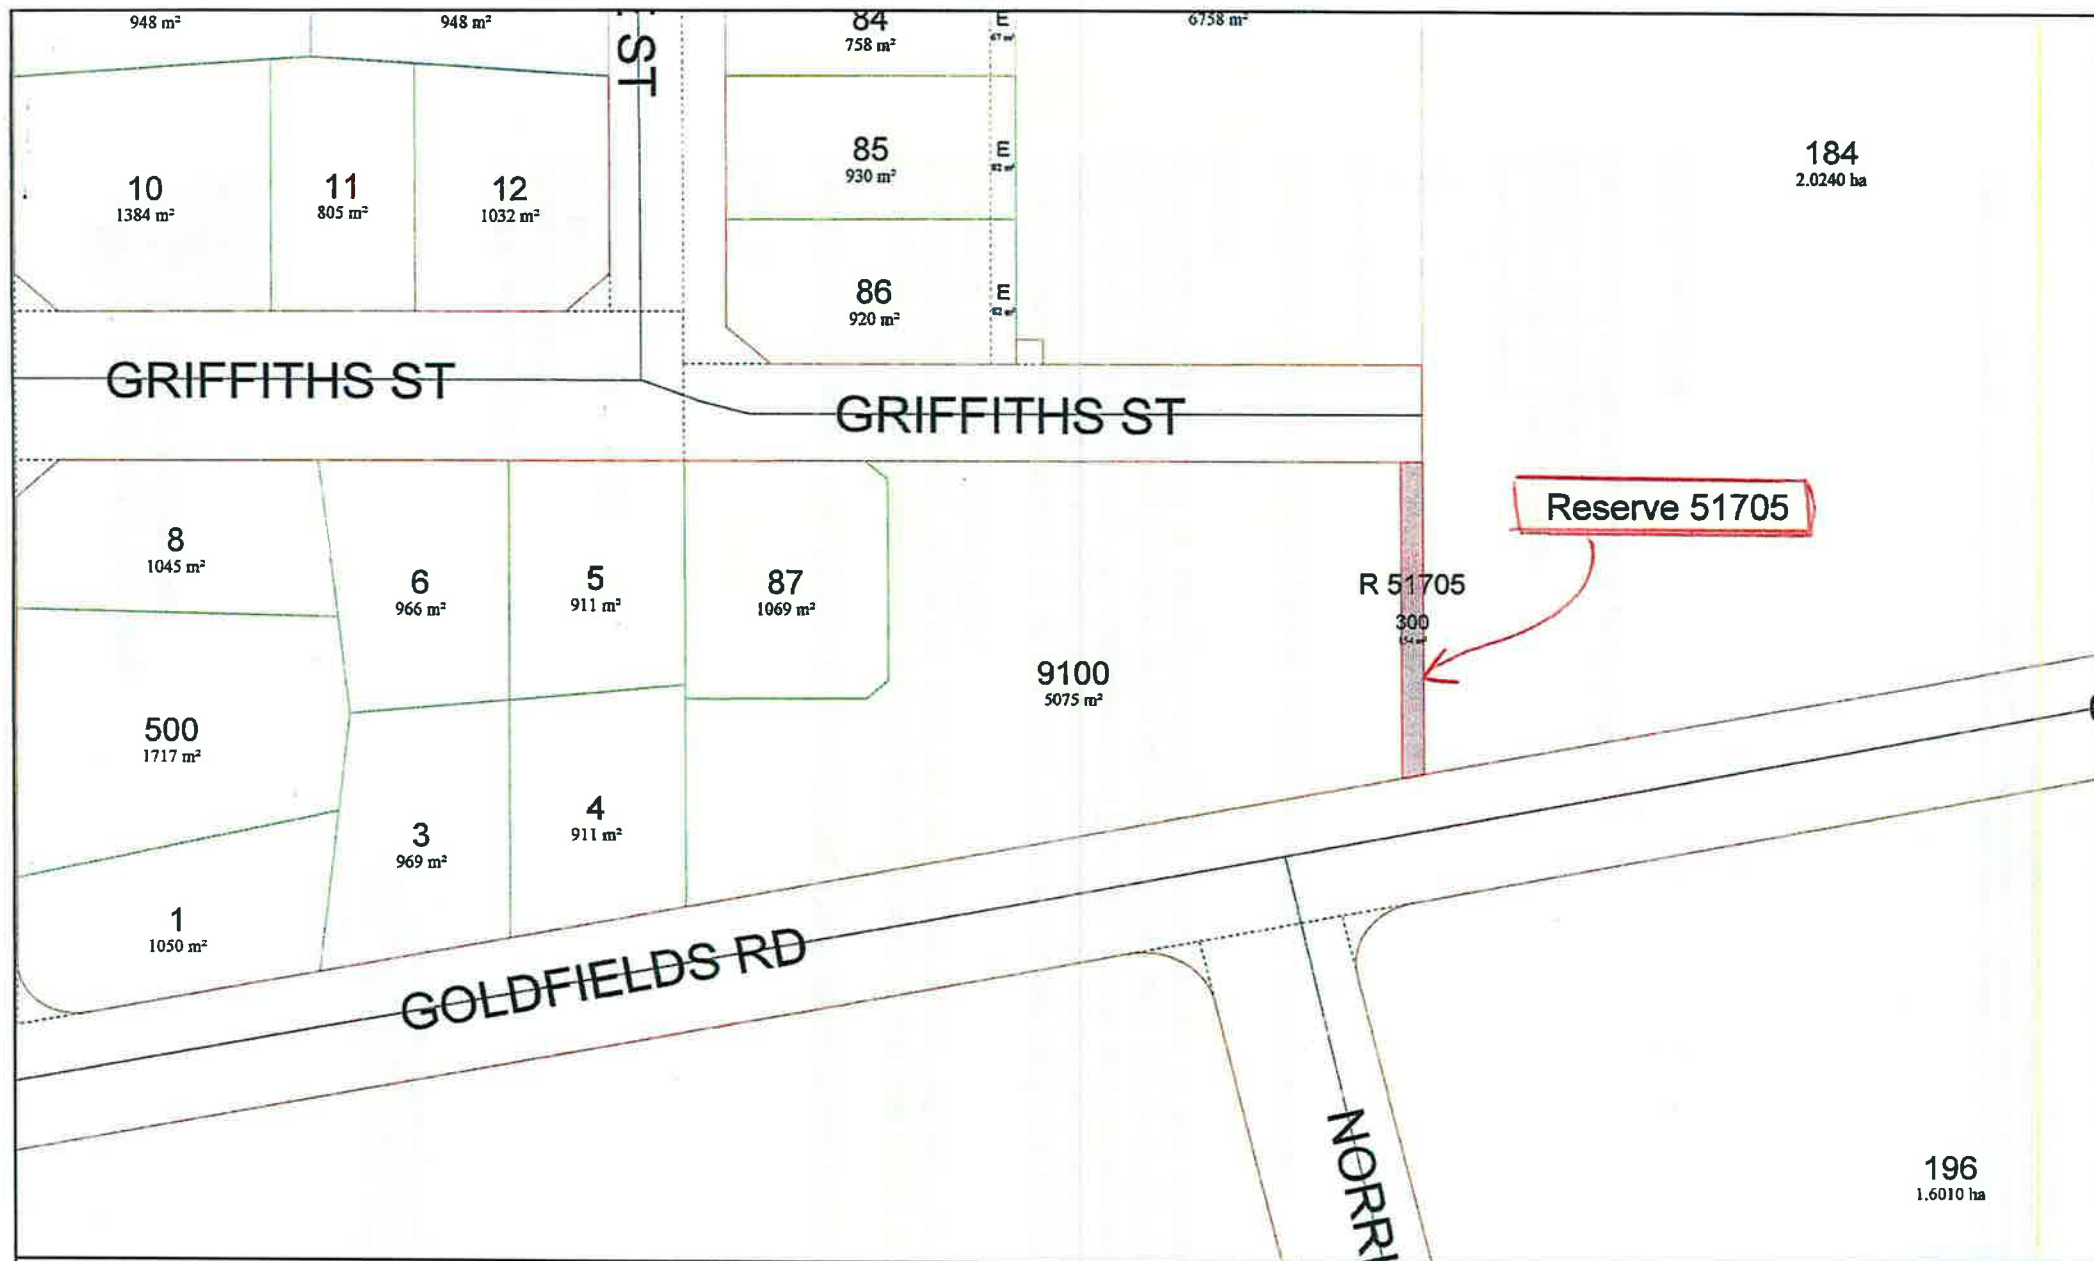 948 m²
948 m²
ST
84
758 m²
E
67 m²
6758 m²
10
1384 m²
11
805 m²
12
1032 m²
85
930 m²
E
184
2.0240 ha
86
920 m²
E
GRIFFITHS ST
GRIFFITHS ST
Reserve 51705
8
1045 m²
6
966 m²
5
911 m²
87
1069 m²
R 51705
300
9100
5075 m²
500
1717 m²
3
969 m²
4
911 m²
1
1050 m²
GOLDFIELDS RD
NORRI
196
1.6010 ha